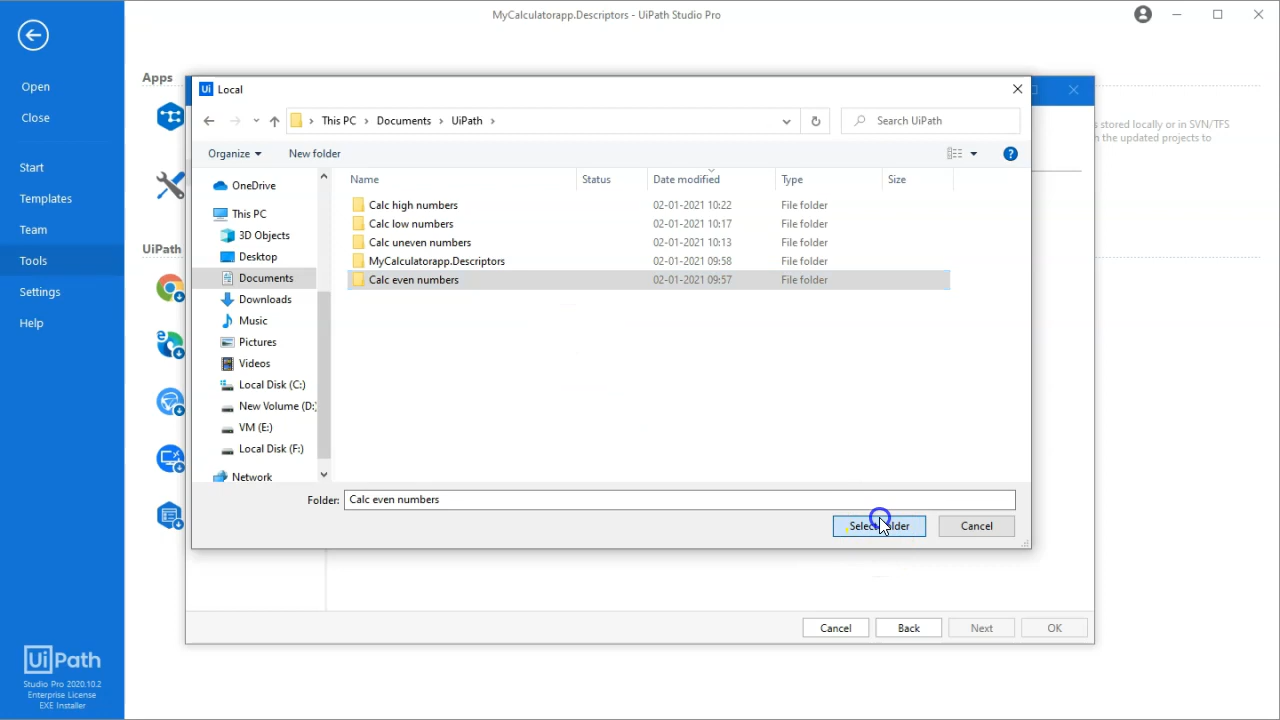 MyCalculatorapp.Descriptors - UiPath Studio Pro
Open
Close
Start
Templates
Team
Tools
Settings
Help
UiPath
Studio Pro 2020.10.2
Enterprise License
EXE Installer
Apps
UiPath
s stored locally or in SVN/TFS
n the updated projects to
Ui Local
This PC > Documents > UiPath >
Search UiPath
Organize
New folder
Name Status Date modified Type Size
OneDrive
This PC
3D Objects
Desktop
Documents
Downloads
Music
Pictures
Videos
Local Disk (C:)
New Volume (D:)
VM (E:)
Local Disk (F:)
Network
Calc high numbers 02-01-2021 10:22 File folder
Calc low numbers 02-01-2021 10:17 File folder
Calc uneven numbers 02-01-2021 10:13 File folder
MyCalculatorapp.Descriptors 02-01-2021 09:58 File folder
Calc even numbers 02-01-2021 09:57 File folder
Folder: Calc even numbers
Select Folder
Cancel
Cancel
Back
Next
OK